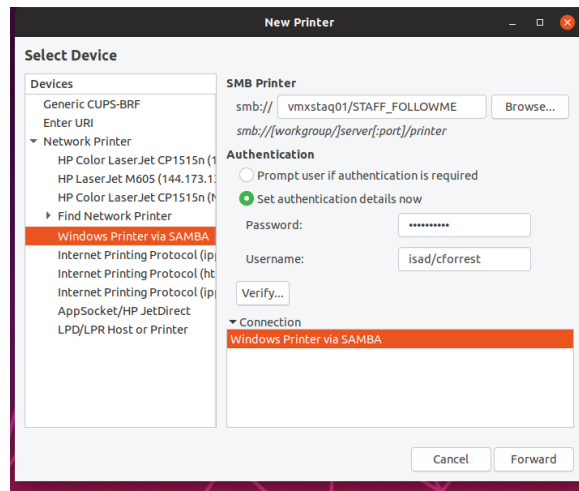 New Printer
Select Device
Devices
Generic CUPS-BRF
Enter URI
Network Printer
HP Color LaserJet CP1515n (1
HP LaserJet M605 (144.173.1
HP Color LaserJet CP1515n (
Find Network Printer
Windows Printer via SAMBA
Internet Printing Protocol (ip
Internet Printing Protocol (ht
Internet Printing Protocol (ip
AppSocket/HP JetDirect
LPD/LPR Host or Printer
SMB Printer
smb:// vmxstaq01/STAFF_FOLLOWME Browse...
smb://[workgroup/]server[:port]/printer
Authentication
Prompt user if authentication is required
Set authentication details now
Password: ••••••••••
Username: isad/cforrest
Verify...
Connection
Windows Printer via SAMBA
Cancel Forward